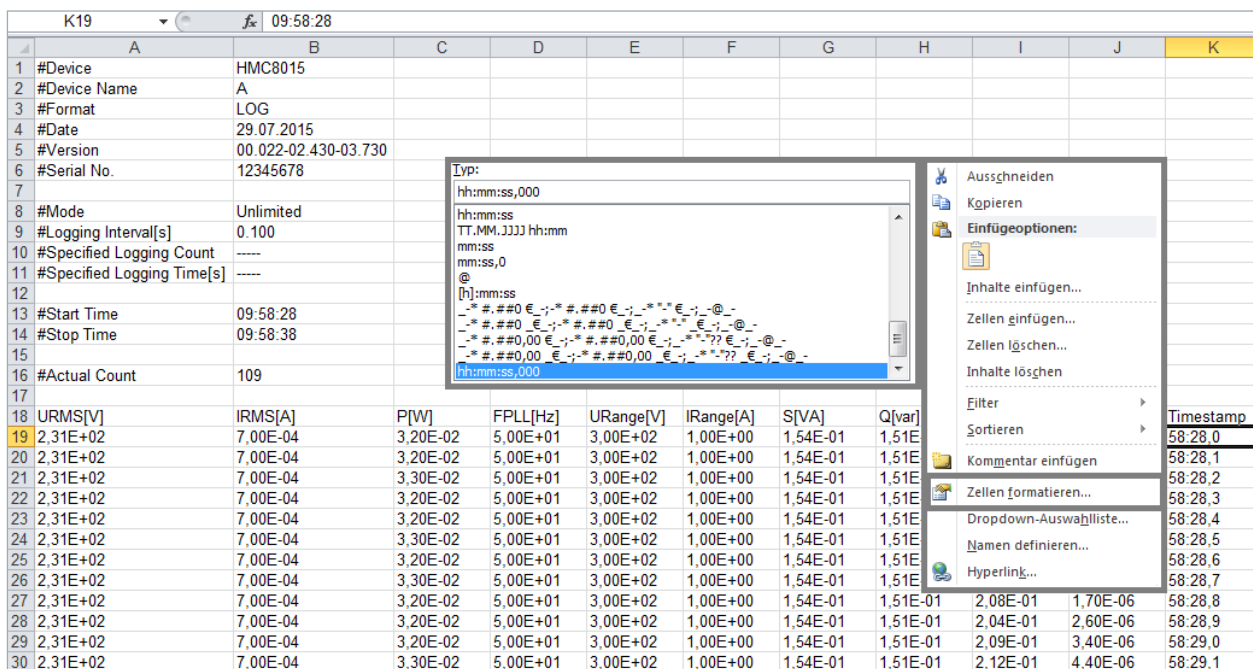 K19 fx 09:58:28
A B C D E F G H I J K
1 #Device HMC8015
2 #Device Name A
3 #Format LOG
4 #Date 29.07.2015
5 #Version 00.022-02.430-03.730
6 #Serial No. 12345678
7
8 #Mode Unlimited
9 #Logging Interval[s] 0.100
10 #Specified Logging Count -----
11 #Specified Logging Time[s] -----
12
13 #Start Time 09:58:28
14 #Stop Time 09:58:38
15
16 #Actual Count 109
17
18 URMS[V] IRMS[A] P[W] FPLL[Hz] URange[V] IRange[A] S[VA] Q[var] Timestamp
19 2,31E+02 7,00E-04 3,20E-02 5,00E+01 3,00E+02 1,00E+00 1,54E-01 1,51E 58:28,0
20 2,31E+02 7,00E-04 3,20E-02 5,00E+01 3,00E+02 1,00E+00 1,54E-01 1,51E 58:28,1
21 2,31E+02 7,00E-04 3,30E-02 5,00E+01 3,00E+02 1,00E+00 1,54E-01 1,51E 58:28,2
22 2,31E+02 7,00E-04 3,20E-02 5,00E+01 3,00E+02 1,00E+00 1,54E-01 1,51E 58:28,3
23 2,31E+02 7,00E-04 3,20E-02 5,00E+01 3,00E+02 1,00E+00 1,54E-01 1,51E 58:28,4
24 2,31E+02 7,00E-04 3,30E-02 5,00E+01 3,00E+02 1,00E+00 1,54E-01 1,51E 58:28,5
25 2,31E+02 7,00E-04 3,20E-02 5,00E+01 3,00E+02 1,00E+00 1,54E-01 1,51E 58:28,6
26 2,31E+02 7,00E-04 3,30E-02 5,00E+01 3,00E+02 1,00E+00 1,54E-01 1,51E 58:28,7
27 2,31E+02 7,00E-04 3,20E-02 5,00E+01 3,00E+02 1,00E+00 1,54E-01 1,51E-01 2,08E-01 1,70E-06 58:28,8
28 2,31E+02 7,00E-04 3,20E-02 5,00E+01 3,00E+02 1,00E+00 1,54E-01 1,51E-01 2,04E-01 2,60E-06 58:28,9
29 2,31E+02 7,00E-04 3,20E-02 5,00E+01 3,00E+02 1,00E+00 1,54E-01 1,51E-01 2,09E-01 3,40E-06 58:29,0
30 2,31E+02 7,00E-04 3,30E-02 5,00E+01 3,00E+02 1,00E+00 1,54E-01 1,51E-01 2,12E-01 4,40E-06 58:29,1
Typ:
hh:mm:ss,000
hh:mm:ss
TT.MM.JJJJ hh:mm
mm:ss
mm:ss,0
@
[h]:mm:ss
_-* #.##0 €_-;-* #.##0 €_-;_-* "-" €_-;_-@_-
_-* #.##0 _€_-;-* #.##0 _€_-;_-* "-" _€_-;_-@_-
_-* #.##0,00 €_-;-* #.##0,00 €_-;_-* "-"?? €_-;_-@_-
_-* #.##0,00 _€_-;-* #.##0,00 _€_-;_-* "-"?? _€_-;_-@_-
hh:mm:ss,000
Ausschneiden
Kopieren
Einfügeoptionen:
Inhalte einfügen...
Zellen einfügen...
Zellen löschen...
Inhalte löschen
Filter
Sortieren
Kommentar einfügen
Zellen formatieren...
Dropdown-Auswahlliste...
Namen definieren...
Hyperlink...